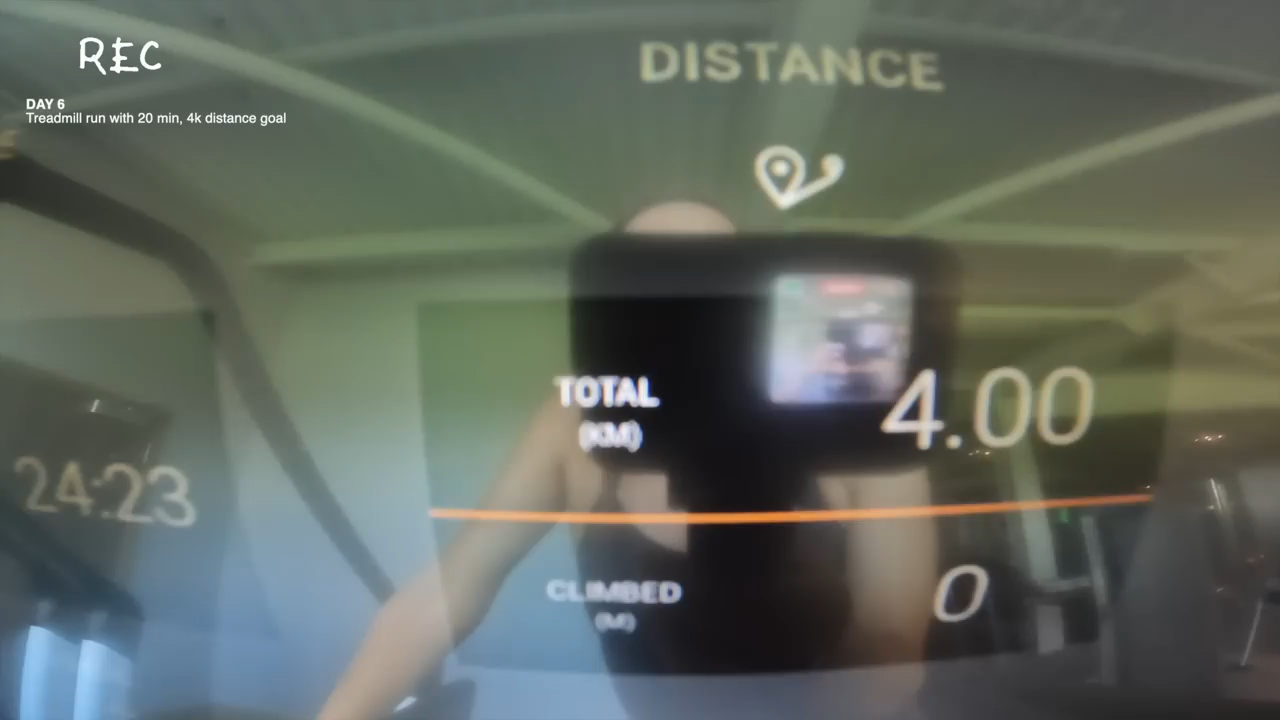 REC
DAY 6
Treadmill run with 20 min, 4k distance goal
DISTANCE
TOTAL
(KM)
4.00
24:23
CLIMBED
(M)
0